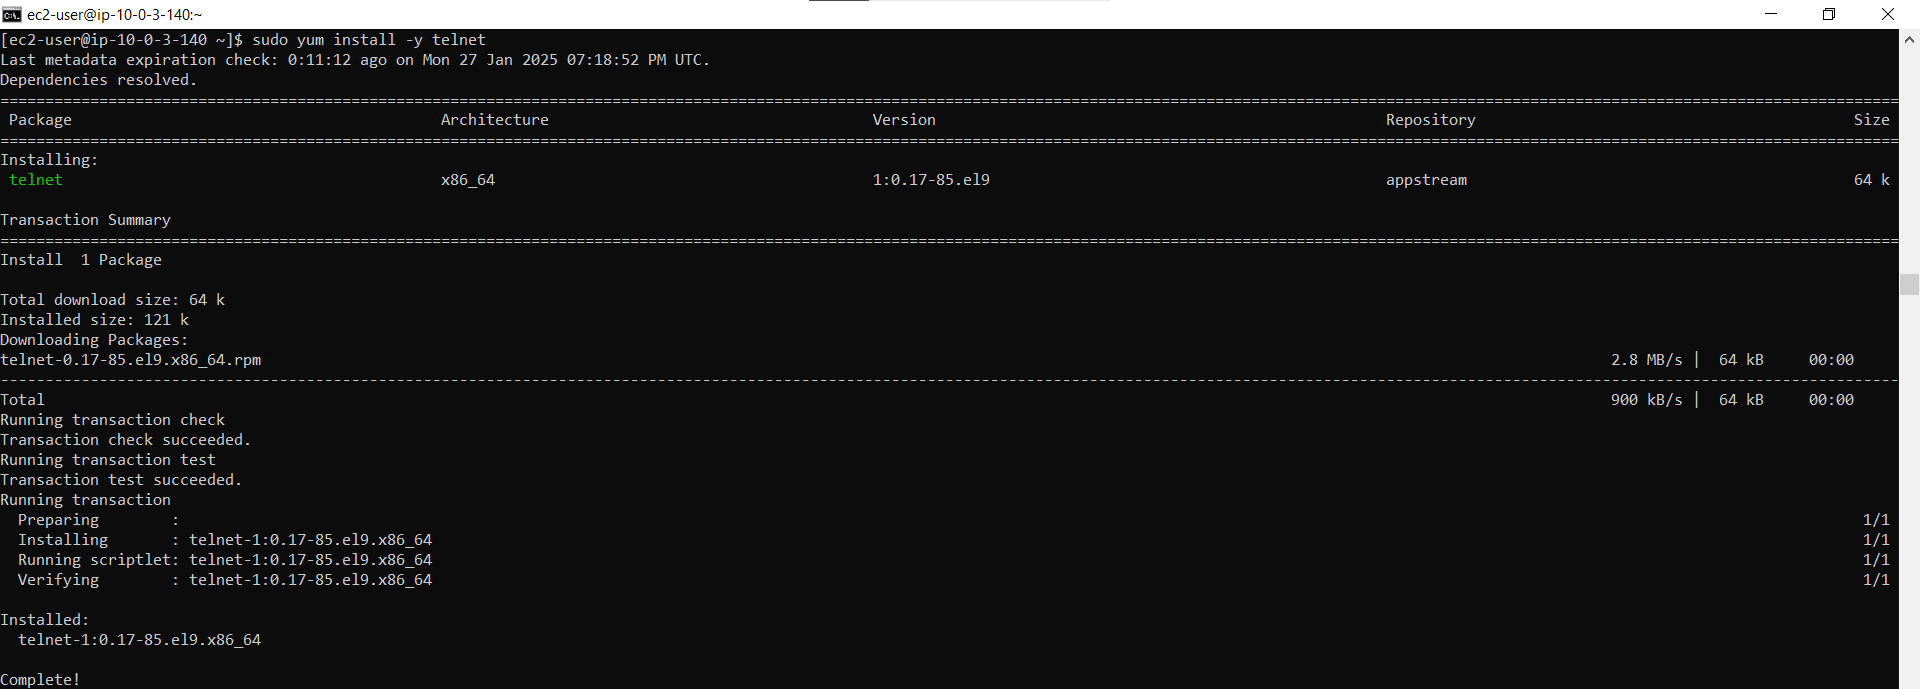 ec2-user@ip-10-0-3-140:~
[ec2-user@ip-10-0-3-140 ~]$ sudo yum install -y telnet
Last metadata expiration check: 0:11:12 ago on Mon 27 Jan 2025 07:18:52 PM UTC.
Dependencies resolved.
Package Architecture Version Repository Size
Installing:
telnet x86_64 1:0.17-85.el9 appstream 64 k
Transaction Summary
Install  1 Package
Total download size: 64 k
Installed size: 121 k
Downloading Packages:
telnet-0.17-85.el9.x86_64.rpm 2.8 MB/s |  64 kB     00:00
Total 900 kB/s |  64 kB     00:00
Running transaction check
Transaction check succeeded.
Running transaction test
Transaction test succeeded.
Running transaction
Preparing        : 1/1
Installing       : telnet-1:0.17-85.el9.x86_64 1/1
Running scriptlet: telnet-1:0.17-85.el9.x86_64 1/1
Verifying        : telnet-1:0.17-85.el9.x86_64 1/1
Installed:
telnet-1:0.17-85.el9.x86_64
Complete!